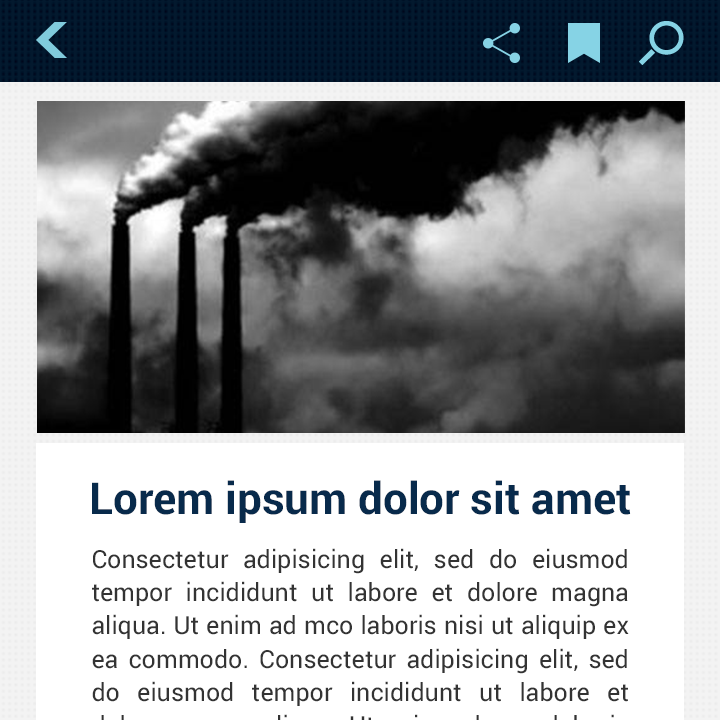 Lorem ipsum dolor sit amet
Consectetur adipisicing elit, sed do eiusmod
tempor incididunt ut labore et dolore magna
aliqua. Ut enim ad mco laboris nisi ut aliquip ex
ea commodo. Consectetur adipisicing elit, sed
do eiusmod tempor incididunt ut labore et